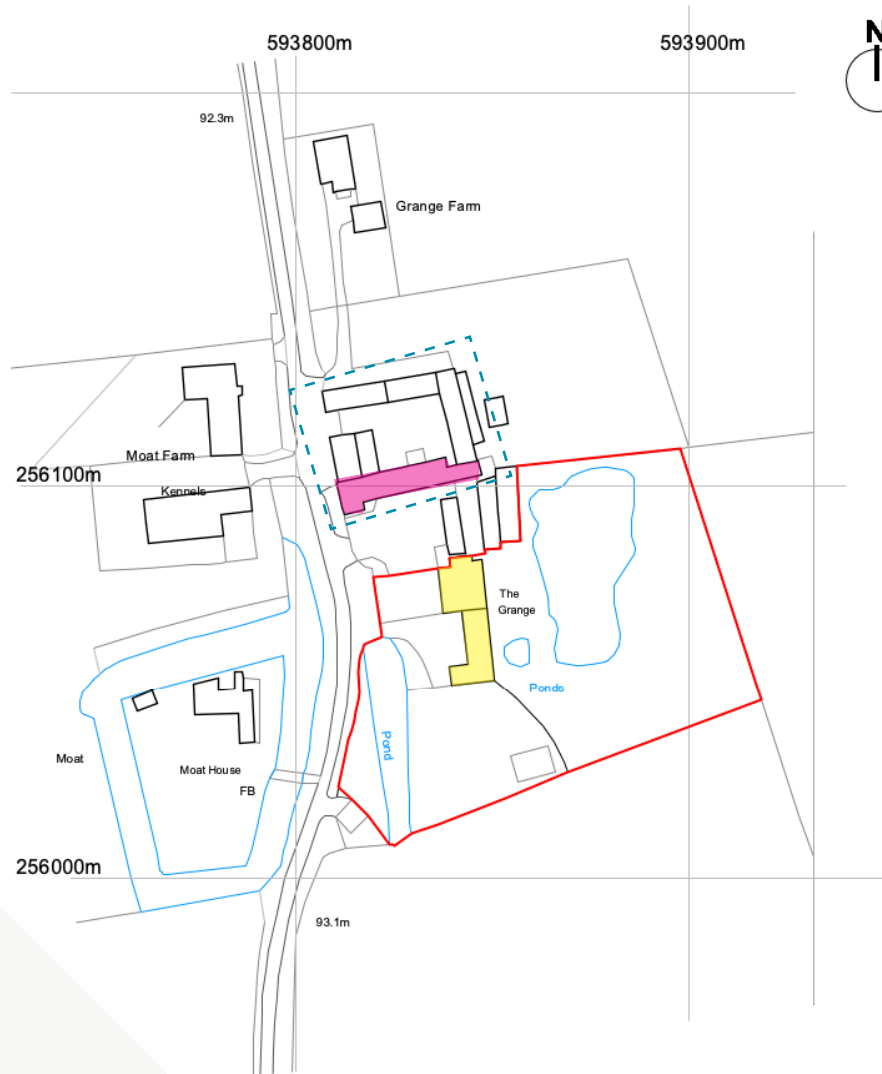 N
593800m
593900m
92.3m
Grange Farm
Moat Farm
256100m
Kennels
The
Grange
Ponds
Pond
Moat
Moat House
FB
256000m
93.1m